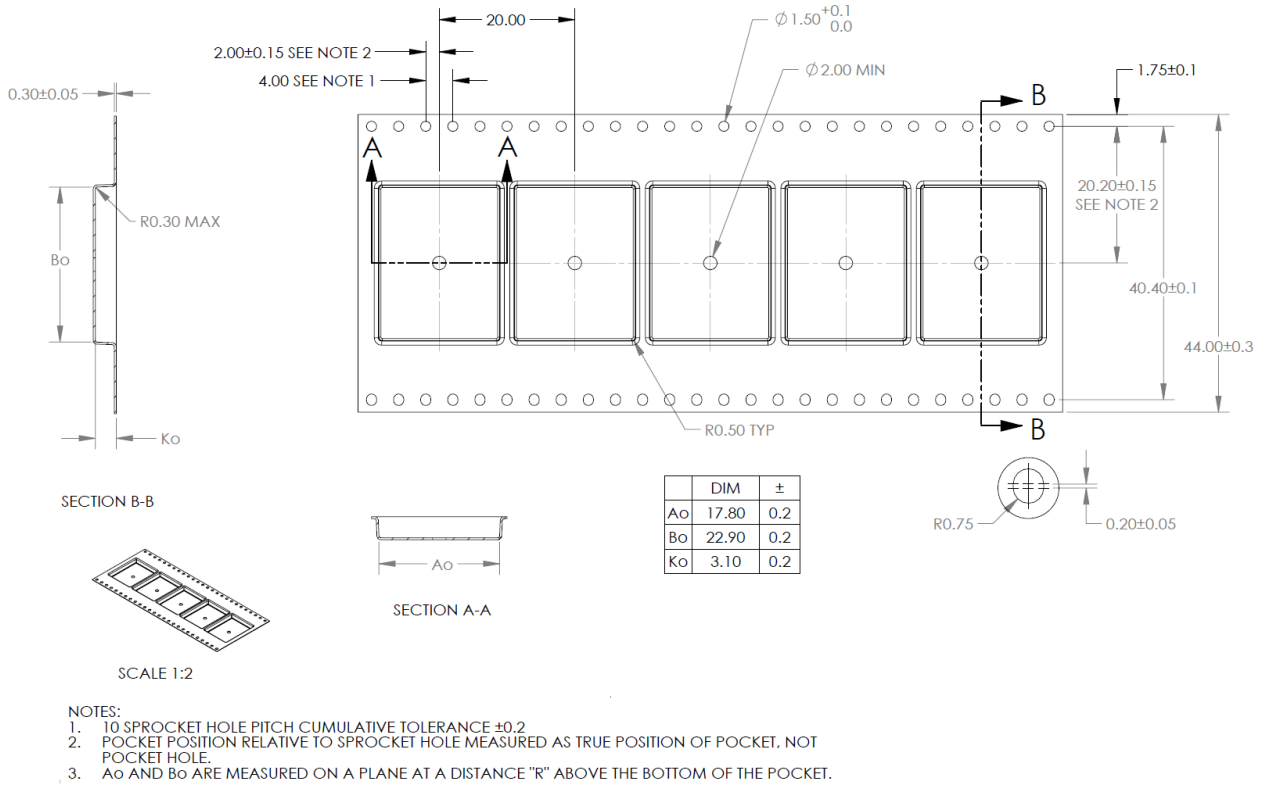 20.00
Ø1.50 +0.1
0.0
2.00±0.15 SEE NOTE 2
4.00 SEE NOTE 1
Ø2.00 MIN
1.75±0.1
0.30±0.05
B
A
A
20.20±0.15
SEE NOTE 2
R0.30 MAX
Bo
40.40±0.1
44.00±0.3
R0.50 TYP
B
Ko
SECTION B-B
DIM ±
Ao 17.80 0.2
Bo 22.90 0.2
Ko 3.10 0.2
R0.75
0.20±0.05
Ao
SECTION A-A
SCALE 1:2
NOTES:
1. 10 SPROCKET HOLE PITCH CUMULATIVE TOLERANCE ±0.2
2. POCKET POSITION RELATIVE TO SPROCKET HOLE MEASURED AS TRUE POSITION OF POCKET, NOT
POCKET HOLE.
3. Ao AND Bo ARE MEASURED ON A PLANE AT A DISTANCE "R" ABOVE THE BOTTOM OF THE POCKET.